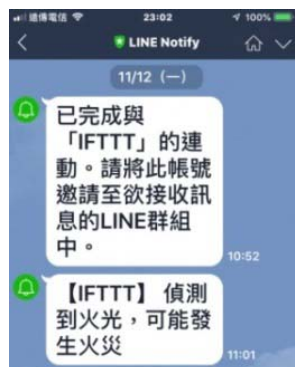 遠傳電信
23:02
100%
LINE Notify
11/12（一）
已完成與
「IFTTT」的連
動。請將此帳號
邀請至欲接收訊
息的LINE群組
中。
10:52
【IFTTT】 偵測
到火光，可能發
生火災
11:01